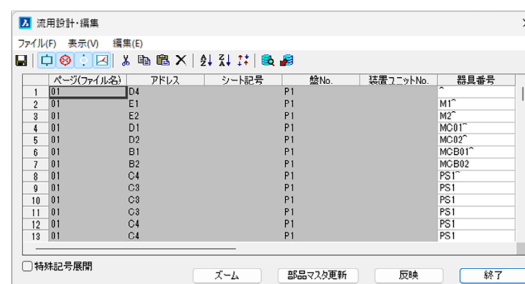 流用設計・編集
ファイル(F) 表示(V) 編集(E)
ページ(ファイル名) アドレス シート記号 盤No. 装置ユニットNo. 器具番号
1 01 D4 P1 ^
2 01 E1 P1 M1^
3 01 E2 P1 M2^
4 01 D1 P1 MC01^
5 01 D2 P1 MC02^
6 01 B1 P1 MCB01^
7 01 B2 P1 MCB02
8 01 C4 P1 PS1^
9 01 C3 P1 PS1
10 01 C3 P1 PS1
11 01 C3 P1 PS1
12 01 C4 P1 PS1
13 01 C4 P1 PS1
特殊記号展開
ズーム 部品マスタ更新 反映 終了